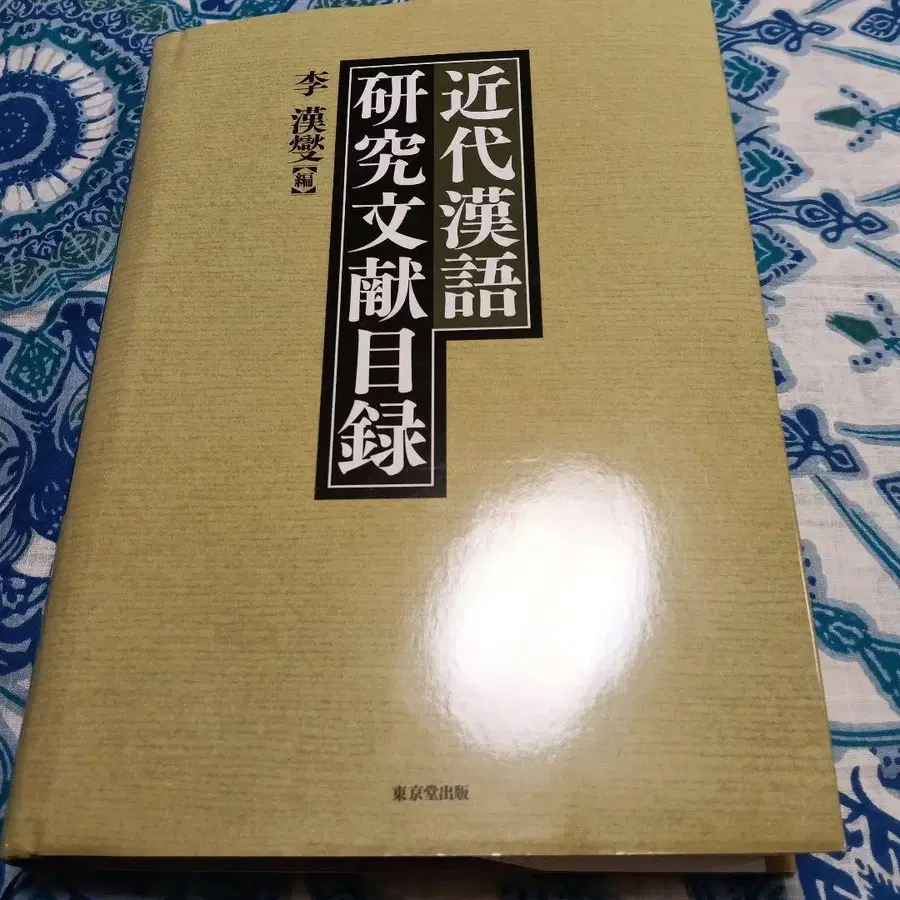 近代漢語
研究文献目録
李漢燮【編】
東京堂出版